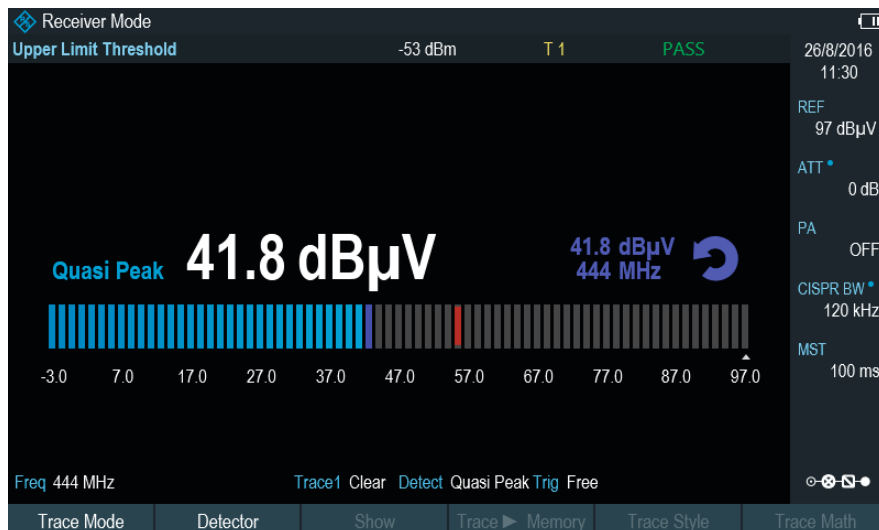 Receiver Mode
Upper Limit Threshold -53 dBm T 1 PASS
26/8/2016
11:30
REF
97 dBµV
ATT
0 dB
PA
OFF
CISPR BW
120 kHz
MST
100 ms
Quasi Peak 41.8 dBµV
41.8 dBµV
444 MHz
-3.0 7.0 17.0 27.0 37.0 47.0 57.0 67.0 77.0 87.0 97.0
Freq 444 MHz Trace1 Clear Detect Quasi Peak Trig Free
Trace Mode Detector Show Trace ► Memory Trace Style Trace Math